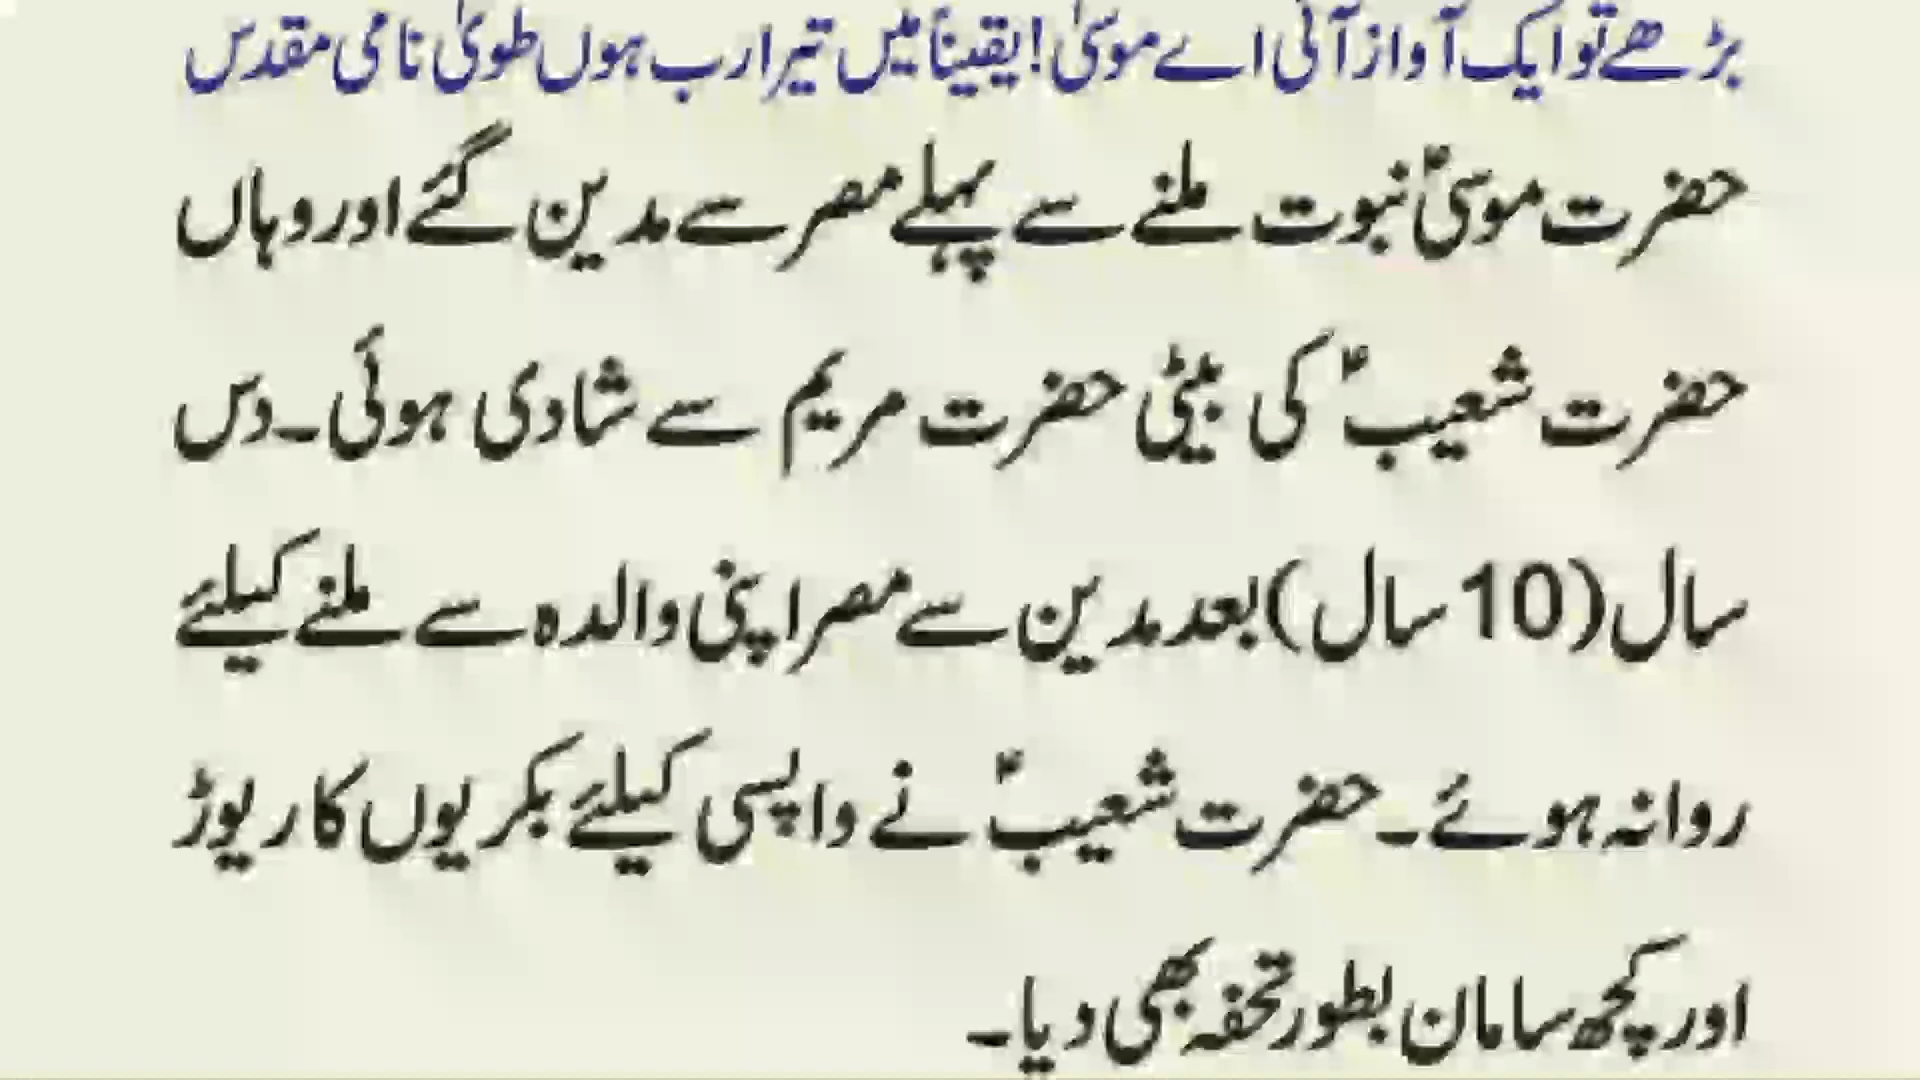 بڑھے تو ایک آواز آئی اے موسیٰ! یقیناً میں تیرا رب ہوں طویٰ نامی مقدس
حضرت موسیٰؑ نبوت ملنے سے پہلے مصر سے مدین گئے اور وہاں
حضرت شعیبؑ کی بیٹی حضرت مریم سے شادی ہوئی۔ دس
سال (10 سال) بعد مدین سے مصر اپنی والدہ سے ملنے کیلئے
روانہ ہوئے۔ حضرت شعیبؑ نے واپسی کیلئے بکریوں کا ریوڑ
اور کچھ سامان بطور تحفہ بھی دیا۔